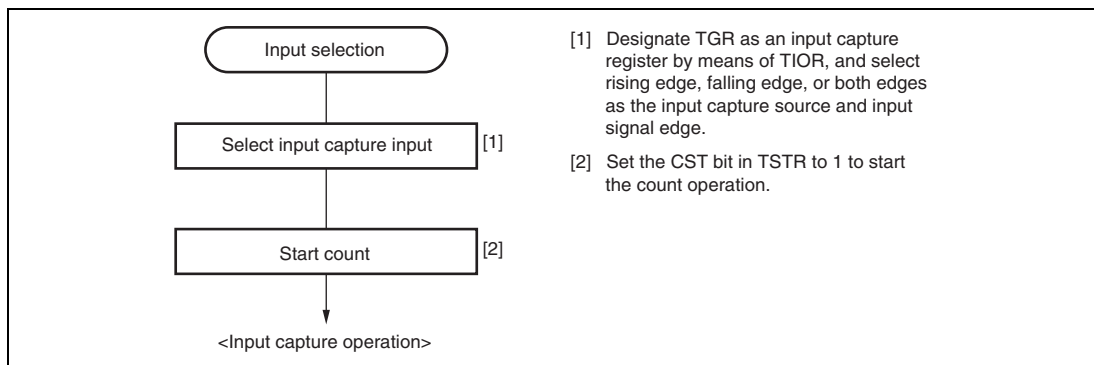 Input selection
Select input capture input
[1]
Start count
[2]
<Input capture operation>
[1] Designate TGR as an input capture
register by means of TIOR, and select
rising edge, falling edge, or both edges
as the input capture source and input
signal edge.
[2] Set the CST bit in TSTR to 1 to start
the count operation.